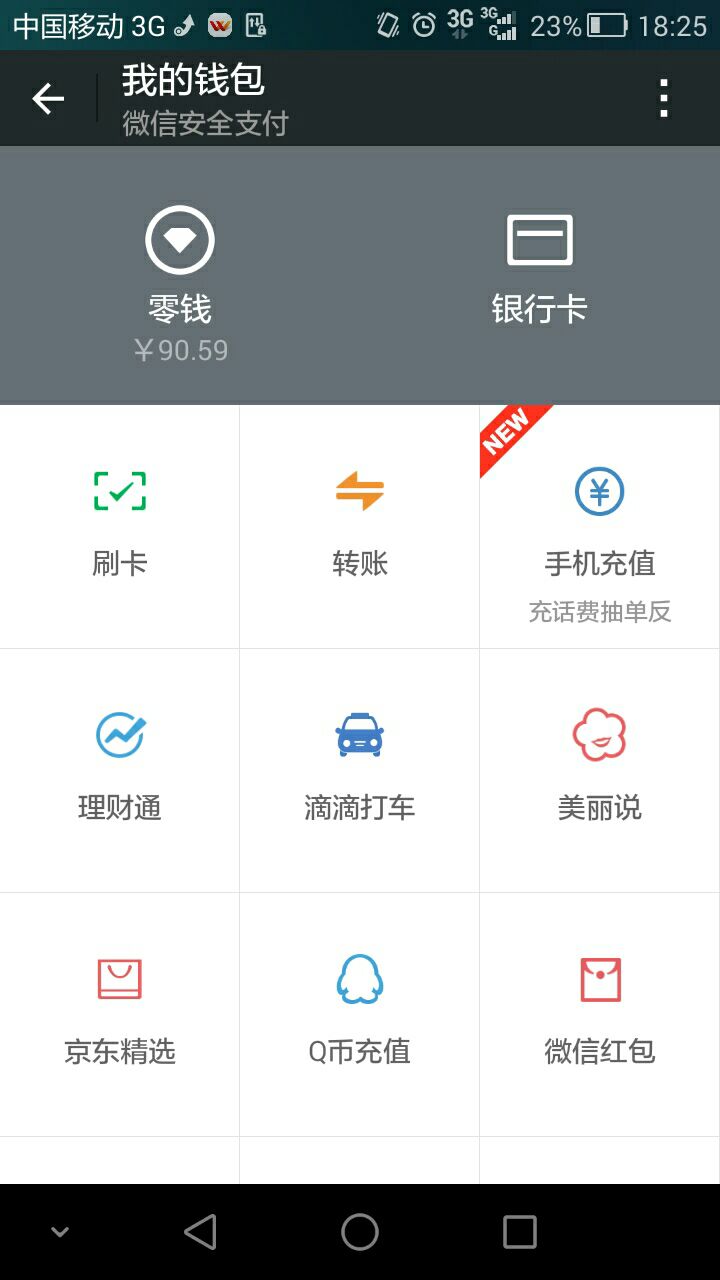 中国移动 3G 3G 3G G 23% 18:25
我的钱包
微信安全支付
零钱 银行卡
￥90.59
NEW
刷卡 转账 手机充值
充话费抽单反
理财通 滴滴打车 美丽说
京东精选 Q币充值 微信红包